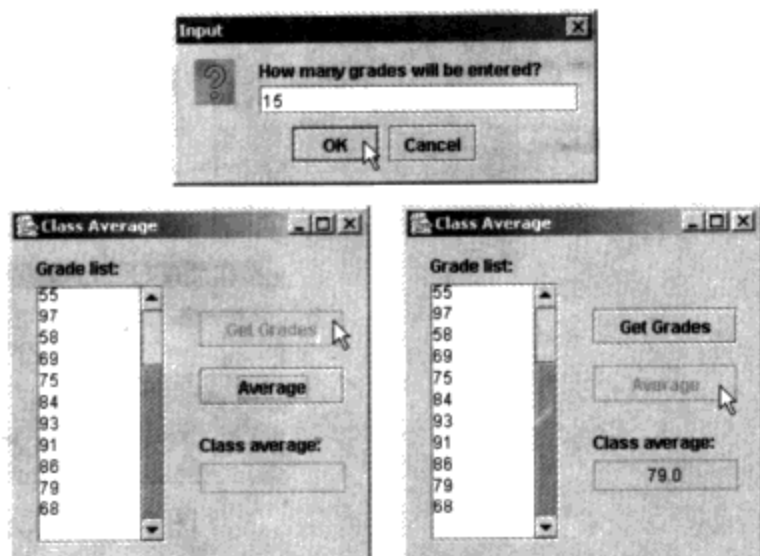 Input
How many grades will be entered?
15
OK
Cancel
Class Average
Grade list:
55
97
58
69
75
84
93
91
86
79
68
Get Grades
Average
Class average:
Class Average
Grade list:
55
97
58
69
75
84
93
91
86
79
68
Get Grades
Average
Class average:
79.0